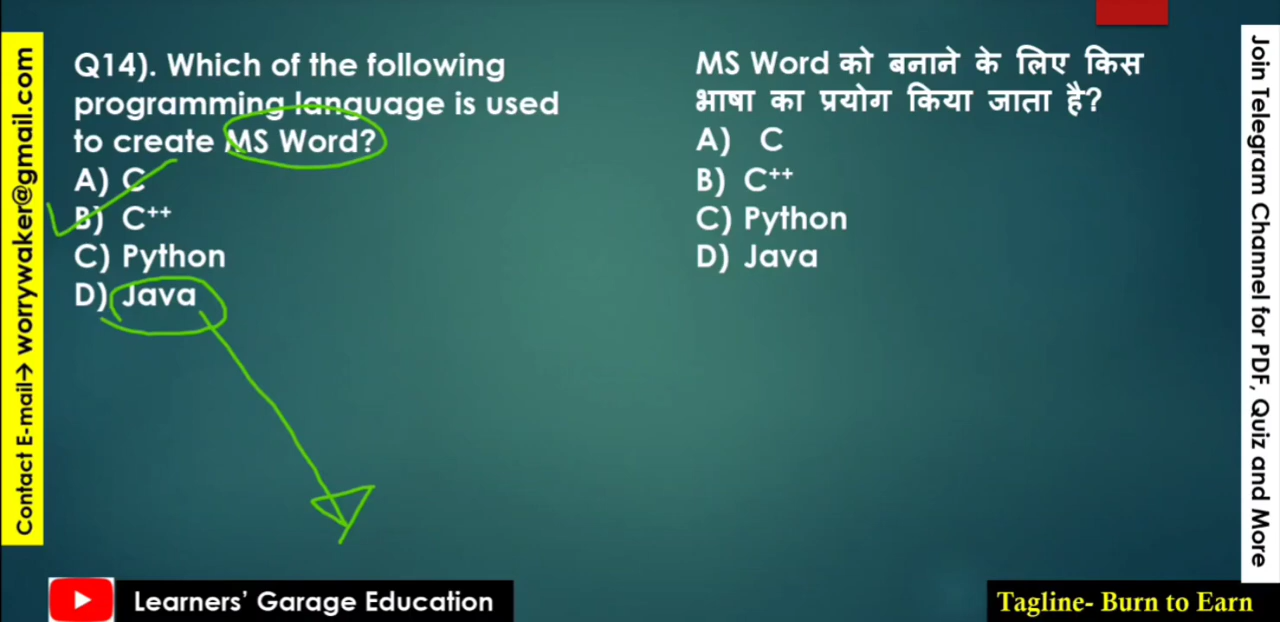 Q14). Which of the following
programming language is used
to create MS Word?
A) C
B) C++
C) Python
D) Java
MS Word को बनाने के लिए किस
भाषा का प्रयोग किया जाता है?
A) C
B) C++
C) Python
D) Java
Contact E-mail→ worrywaker@gmail.com
Join Telegram Channel for PDF, Quiz and More
Learners’ Garage Education
Tagline- Burn to Earn